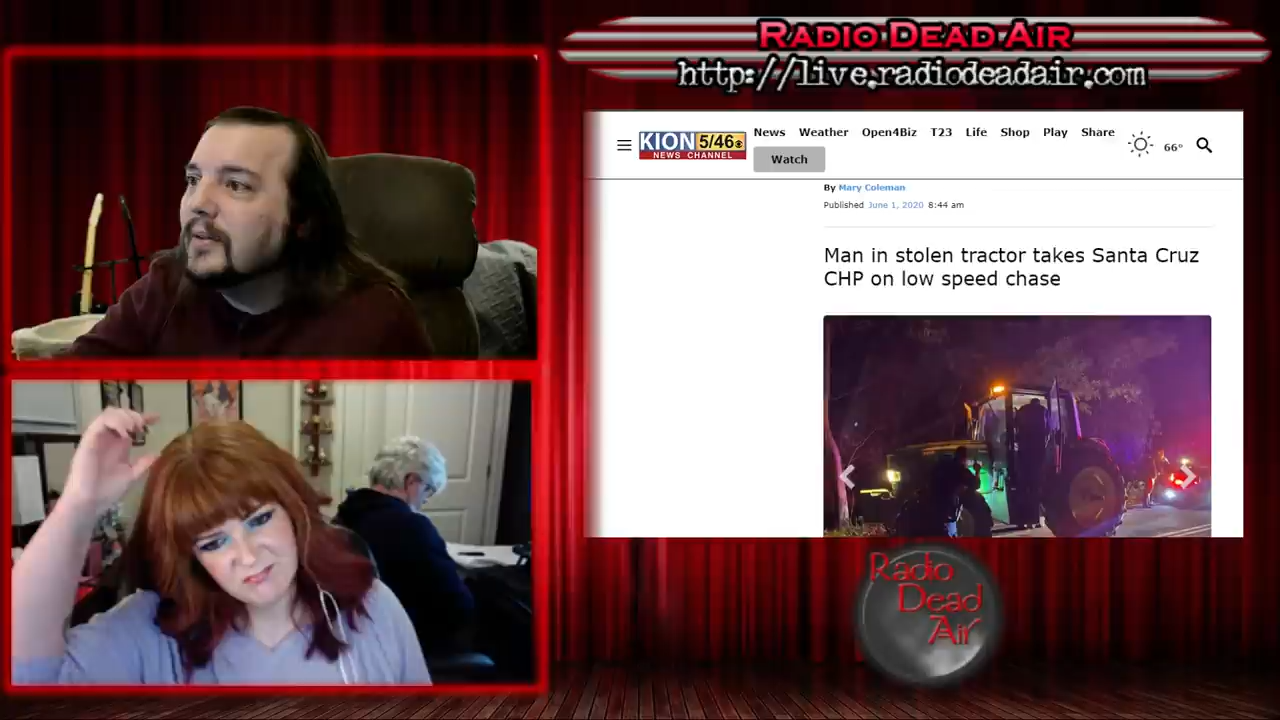 RADIO DEAD AIR
http://live.radiodeadair.com
KION 5/46
NEWS CHANNEL
News Weather Open4Biz T23 Life Shop Play Share
66°
Watch
By Mary Coleman
Published June 1, 2020 8:44 am
Man in stolen tractor takes Santa Cruz
CHP on low speed chase
Radio
Dead
Air